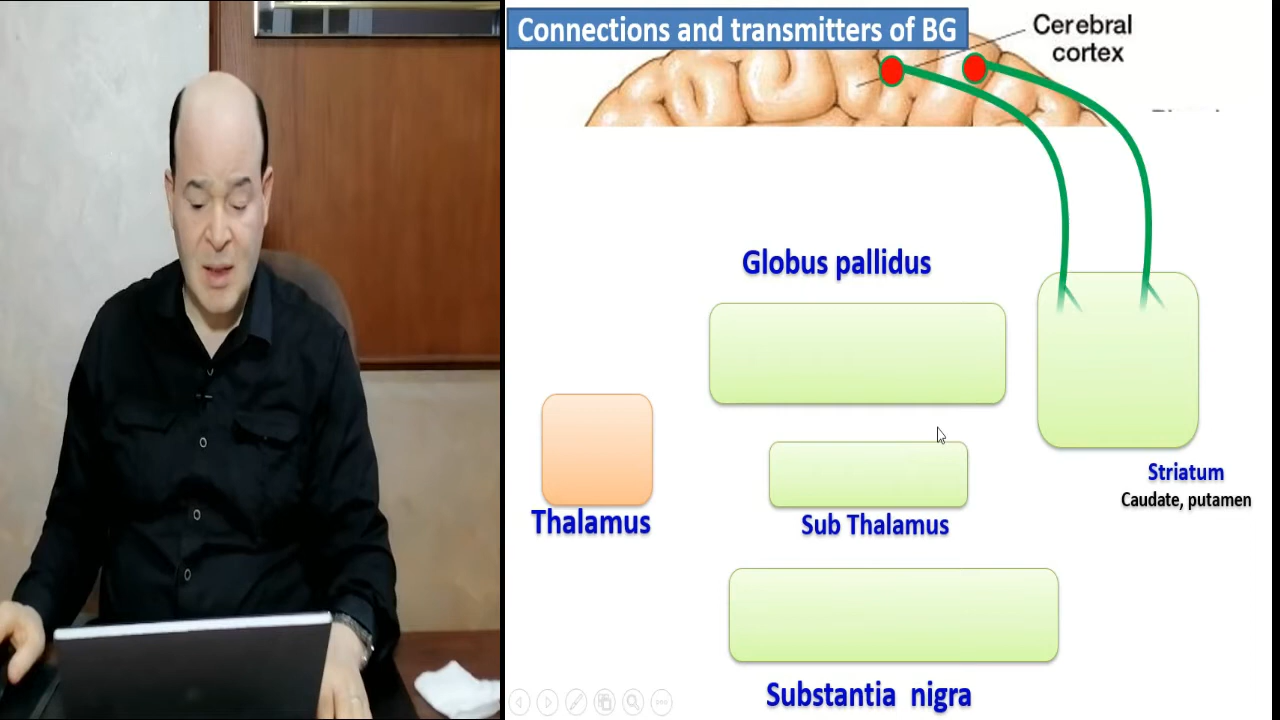 Connections and transmitters of BG
Cerebral
cortex
Globus pallidus
Striatum
Caudate, putamen
Thalamus
Sub Thalamus
Substantia nigra